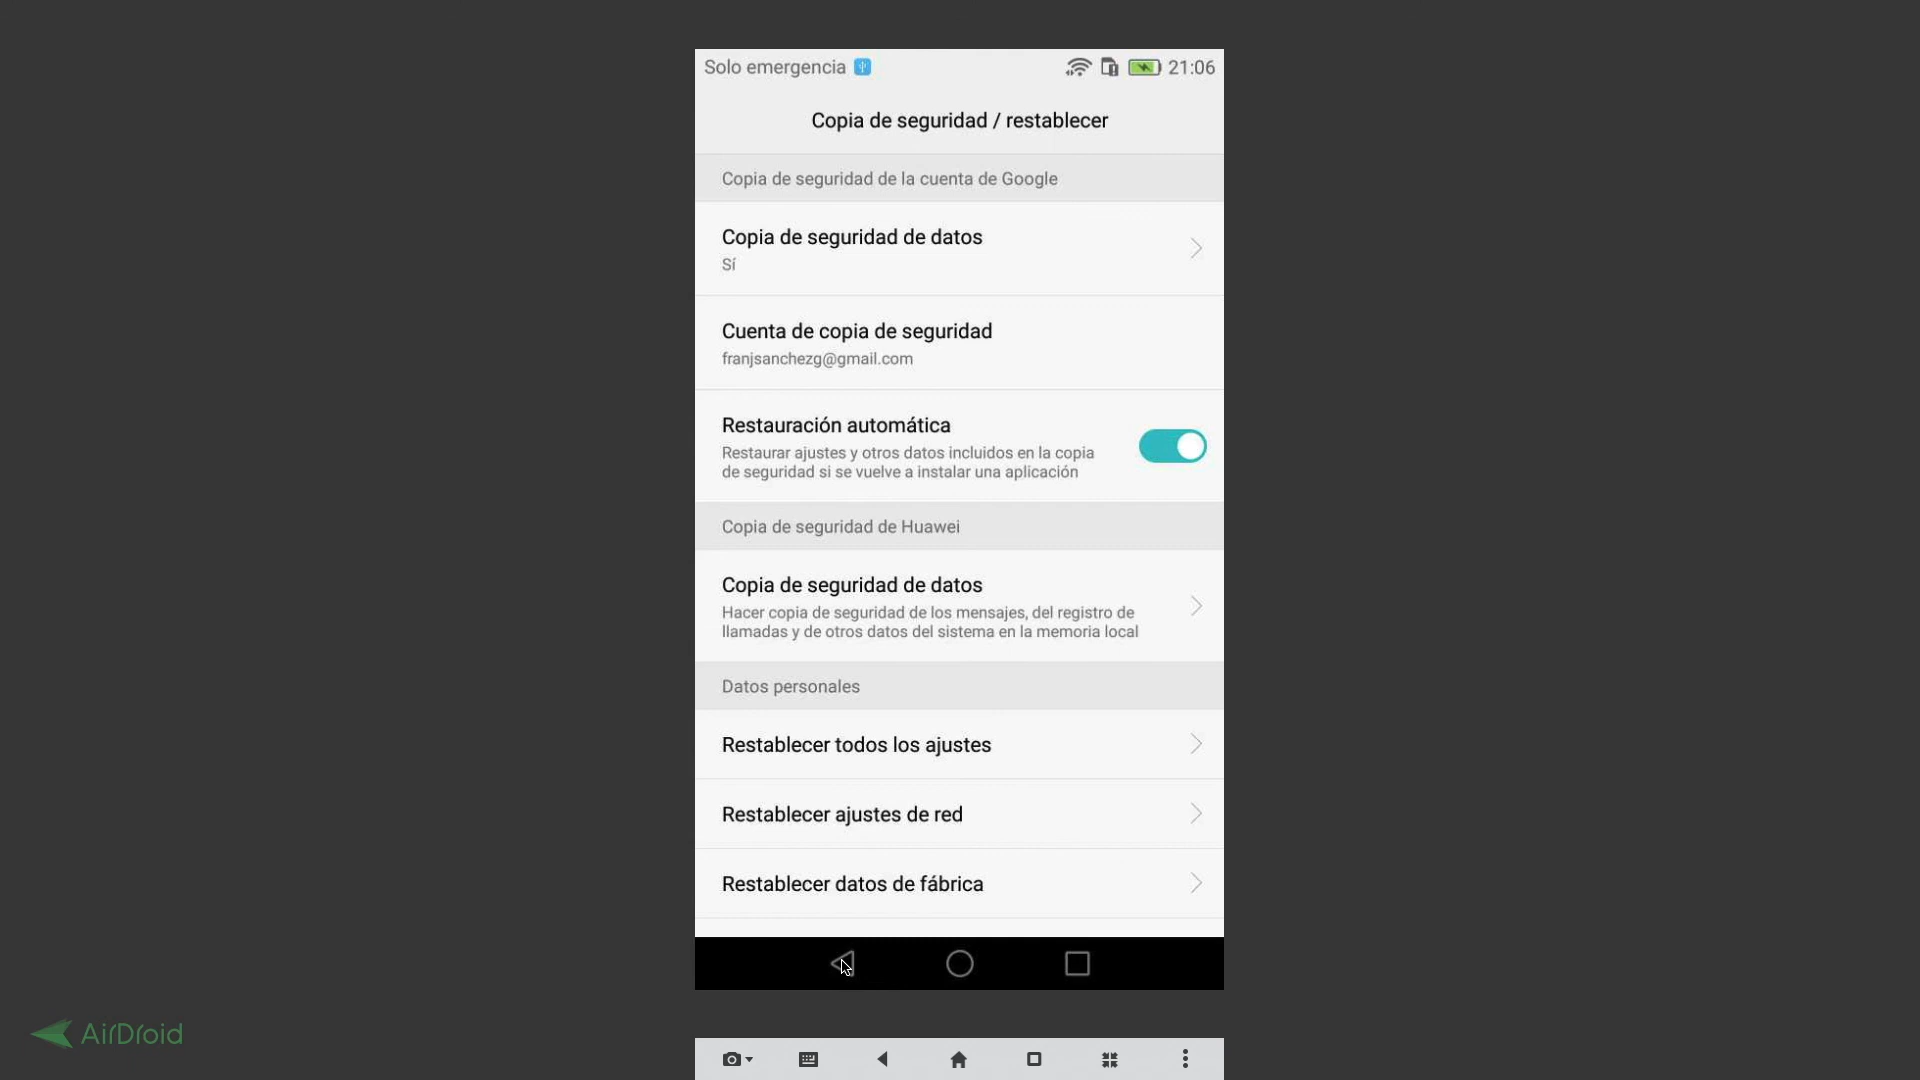 Solo emergencia
21:06
Copia de seguridad / restablecer
Copia de seguridad de la cuenta de Google
Copia de seguridad de datos
Sí
Cuenta de copia de seguridad
franjsanchezg@gmail.com
Restauración automática
Restaurar ajustes y otros datos incluidos en la copia
de seguridad si se vuelve a instalar una aplicación
Copia de seguridad de Huawei
Copia de seguridad de datos
Hacer copia de seguridad de los mensajes, del registro de
llamadas y de otros datos del sistema en la memoria local
Datos personales
Restablecer todos los ajustes
Restablecer ajustes de red
Restablecer datos de fábrica
AirDroid